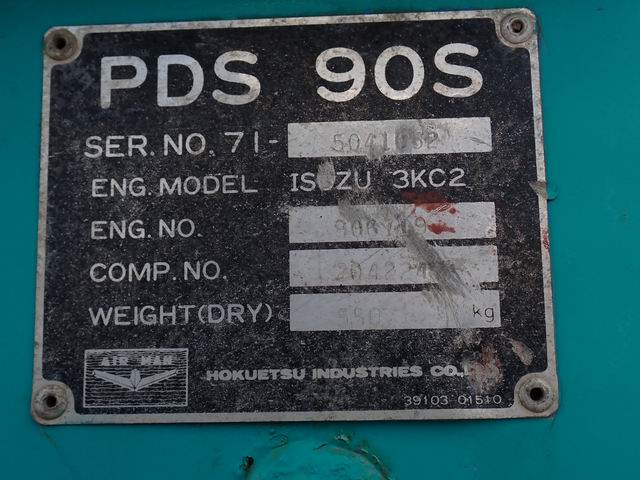 PDS 90S
SER. NO. 71-
ENG. MODEL ISUZU 3KC2
ENG. NO.
COMP. NO.
WEIGHT(DRY) kg
AIR MAN
HOKUETSU INDUSTRIES CO.,
39103 01510